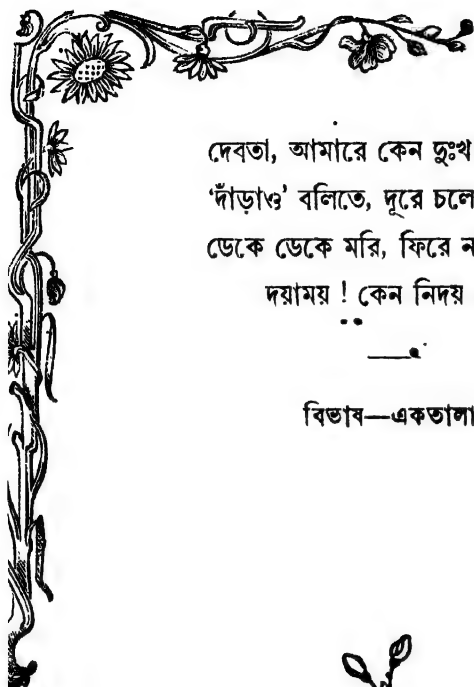 দেবতা, আমারে কেন দুঃখ
‘দাঁড়াও’ বলিতে, দূরে চলে
ডেকে ডেকে মরি, ফিরে ন
দয়াময় ! কেন নিদয়
বিভাষ—একতালা